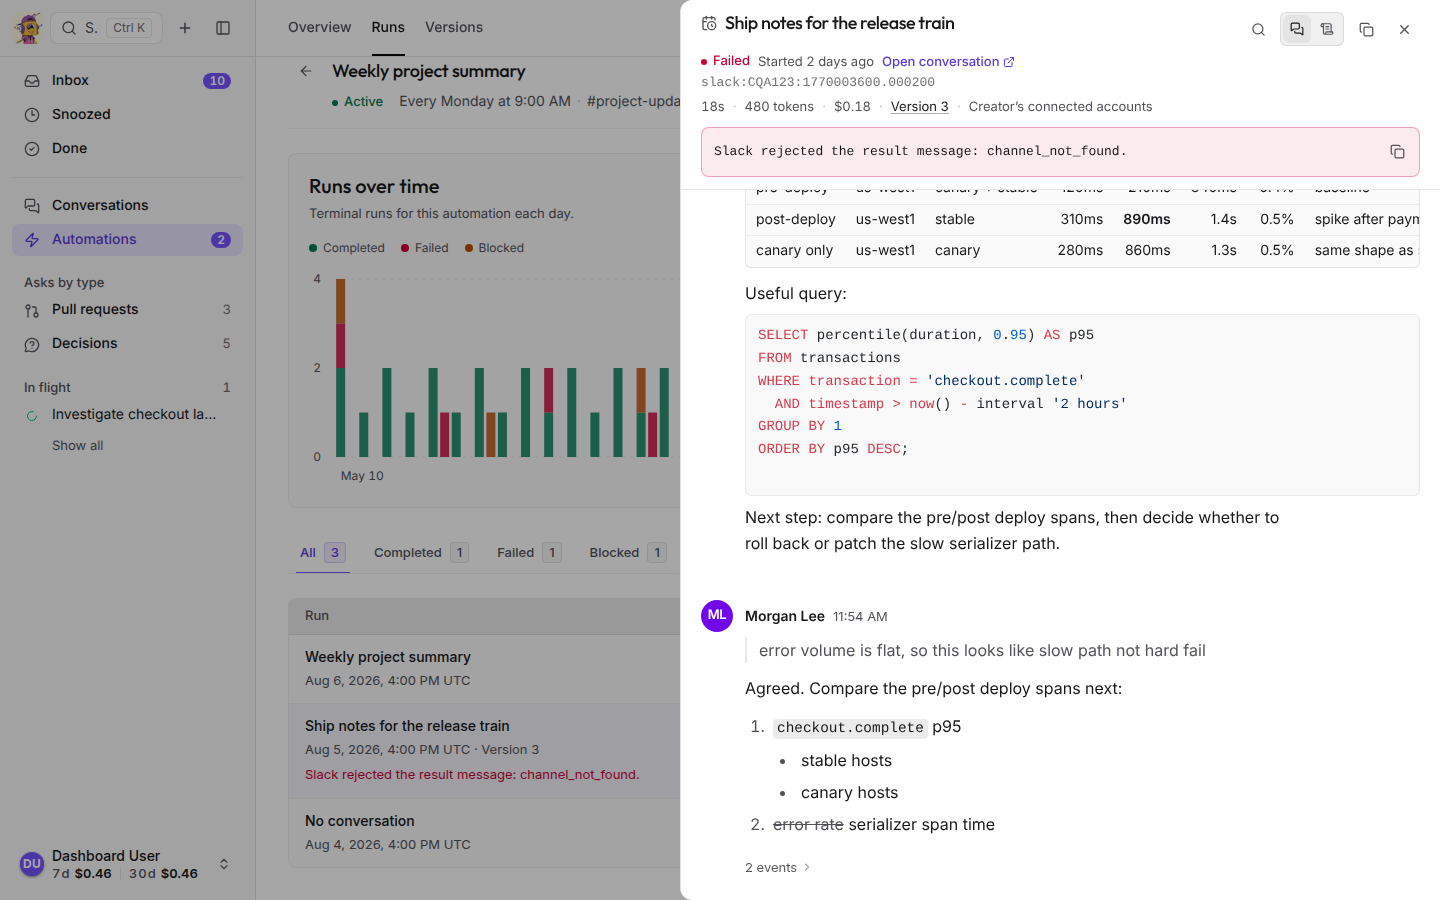 S. Ctrl K
Inbox 10
Snoozed
Done
Conversations
Automations 2
Asks by type
Pull requests 3
Decisions 5
In flight 1
Investigate checkout la...
Show all
DU Dashboard User
7d $0.46 30d $0.46
Overview Runs Versions
Weekly project summary
Active Every Monday at 9:00 AM · #project-upda
Runs over time
Terminal runs for this automation each day.
Completed Failed Blocked
4
2
0
May 10
All 3 Completed 1 Failed 1 Blocked 1
Run
Weekly project summary
Aug 6, 2026, 4:00 PM UTC
Ship notes for the release train
Aug 5, 2026, 4:00 PM UTC · Version 3
Slack rejected the result message: channel_not_found.
No conversation
Aug 4, 2026, 4:00 PM UTC
Ship notes for the release train
Failed Started 2 days ago Open conversation
slack:CQA123:1770003600.000200
18s · 480 tokens · $0.18 · Version 3 · Creator's connected accounts
Slack rejected the result message: channel_not_found.
post-deploy us-west1 stable 310ms 890ms 1.4s 0.5% spike after paym
canary only us-west1 canary 280ms 860ms 1.3s 0.5% same shape as
Useful query:
SELECT percentile(duration, 0.95) AS p95
FROM transactions
WHERE transaction = 'checkout.complete'
AND timestamp > now() - interval '2 hours'
GROUP BY 1
ORDER BY p95 DESC;
Next step: compare the pre/post deploy spans, then decide whether to
roll back or patch the slow serializer path.
ML Morgan Lee 11:54 AM
error volume is flat, so this looks like slow path not hard fail
Agreed. Compare the pre/post deploy spans next:
1. checkout.complete p95
• stable hosts
• canary hosts
2. error rate serializer span time
2 events